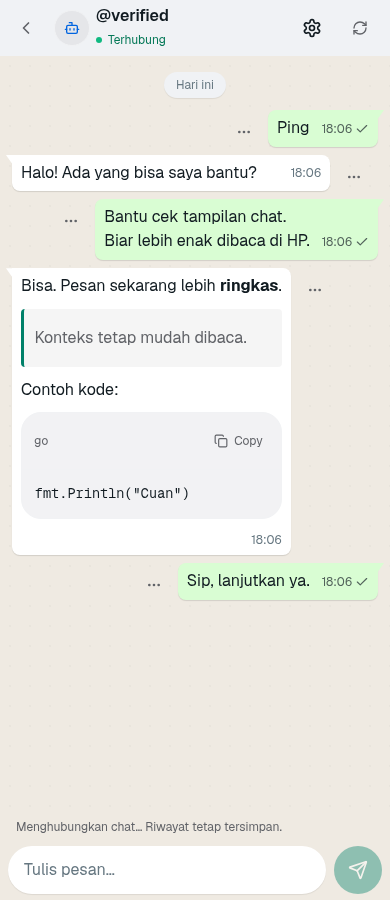 @verified
Terhubung
Hari ini
Ping 18:06
Halo! Ada yang bisa saya bantu? 18:06
Bantu cek tampilan chat.
Biar lebih enak dibaca di HP. 18:06
Bisa. Pesan sekarang lebih ringkas.
Konteks tetap mudah dibaca.
Contoh kode:
go Copy
fmt.Println("Cuan")
18:06
Sip, lanjutkan ya. 18:06
Menghubungkan chat… Riwayat tetap tersimpan.
Tulis pesan…